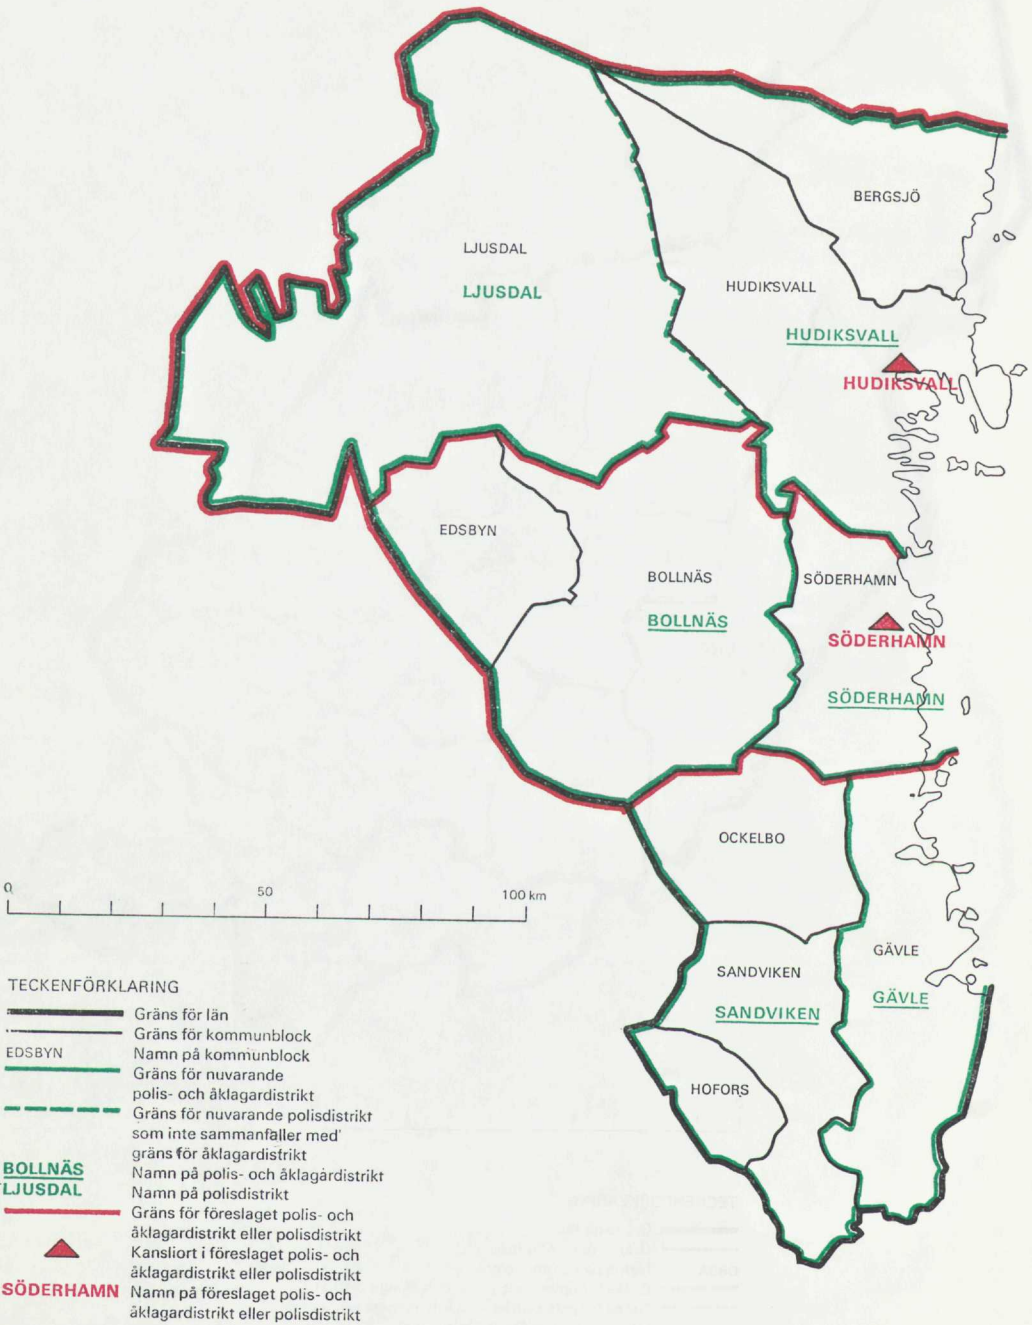 BERGSJÖ
LJUSDAL
LJUSDAL
HUDIKSVALL
HUDIKSVALL
HUDIKSVALL
EDSBYN
BOLLNÄS
BOLLNÄS
SÖDERHAMN
SÖDERHAMN
SÖDERHAMN
OCKELBO
0 50 100 km
GÄVLE
GÄVLE
SANDVIKEN
SANDVIKEN
HOFORS
TECKENFÖRKLARING
Gräns för län
Gräns för kommunblock
EDSBYN Namn på kommunblock
Gräns för nuvarande
polis- och åklagardistrikt
Gräns för nuvarande polisdistrikt
som inte sammanfaller med
gräns för åklagardistrikt
BOLLNÄS Namn på polis- och åklagardistrikt
LJUSDAL Namn på polisdistrikt
Gräns för föreslaget polis- och
åklagardistrikt eller polisdistrikt
Kansliort i föreslaget polis- och
åklagardistrikt eller polisdistrikt
SÖDERHAMN Namn på föreslaget polis- och
åklagardistrikt eller polisdistrikt